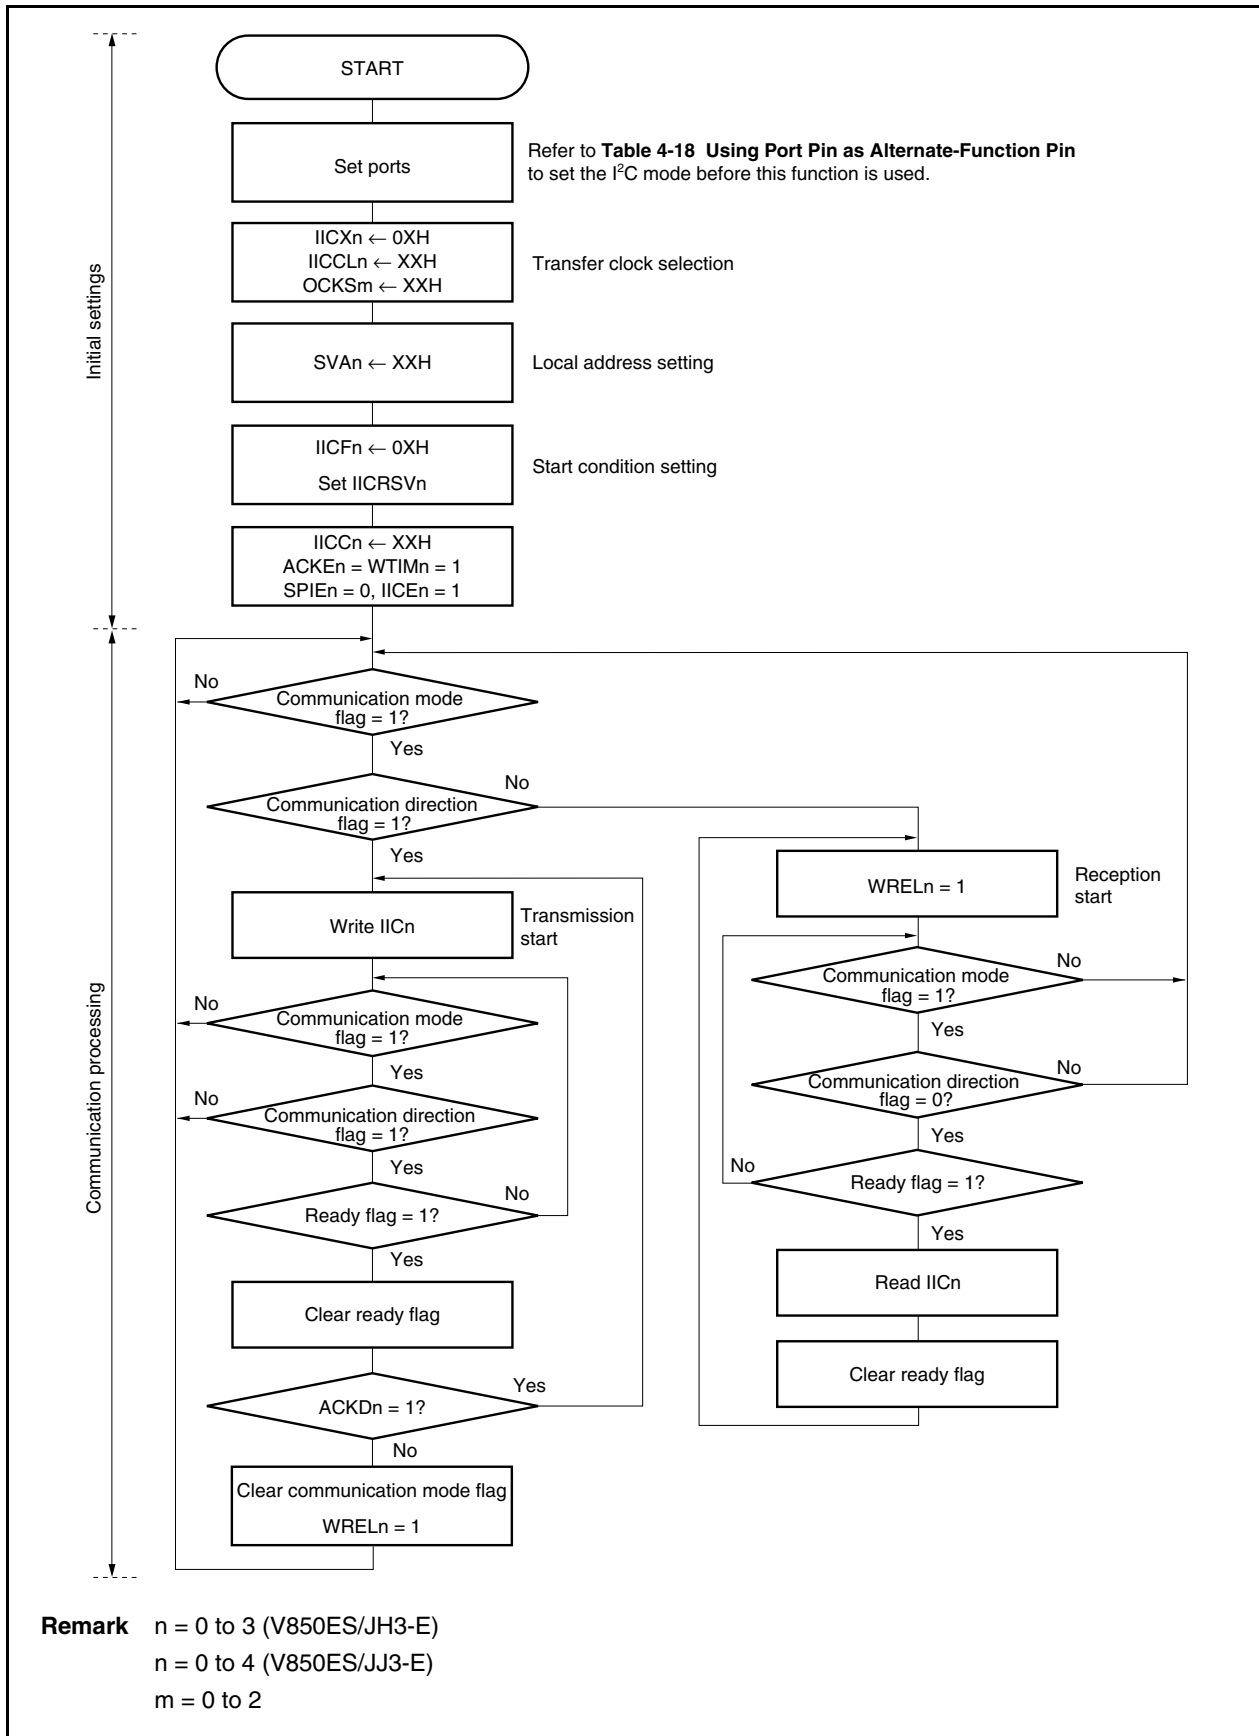 START
Set ports
Refer to Table 4-18 Using Port Pin as Alternate-Function Pin
to set the I²C mode before this function is used.
IICXn ← 0XH
IICCLn ← XXH
OCKSm ← XXH
Transfer clock selection
Initial settings
SVAn ← XXH
Local address setting
IICFn ← 0XH
Set IICRSVn
Start condition setting
IICCn ← XXH
ACKEn = WTIMn = 1
SPIEn = 0, IICEn = 1
No
Communication mode
flag = 1?
Yes
No
Communication direction
flag = 1?
Yes
Write IICn
Transmission
start
No
Communication mode
flag = 1?
Yes
No
Communication direction
flag = 1?
Yes
No
Ready flag = 1?
Yes
Clear ready flag
Yes
ACKDn = 1?
No
Clear communication mode flag
WRELn = 1
Communication processing
WRELn = 1
Reception
start
No
Communication mode
flag = 1?
Yes
No
Communication direction
flag = 0?
Yes
No
Ready flag = 1?
Yes
Read IICn
Clear ready flag
Remark n = 0 to 3 (V850ES/JH3-E)
n = 0 to 4 (V850ES/JJ3-E)
m = 0 to 2